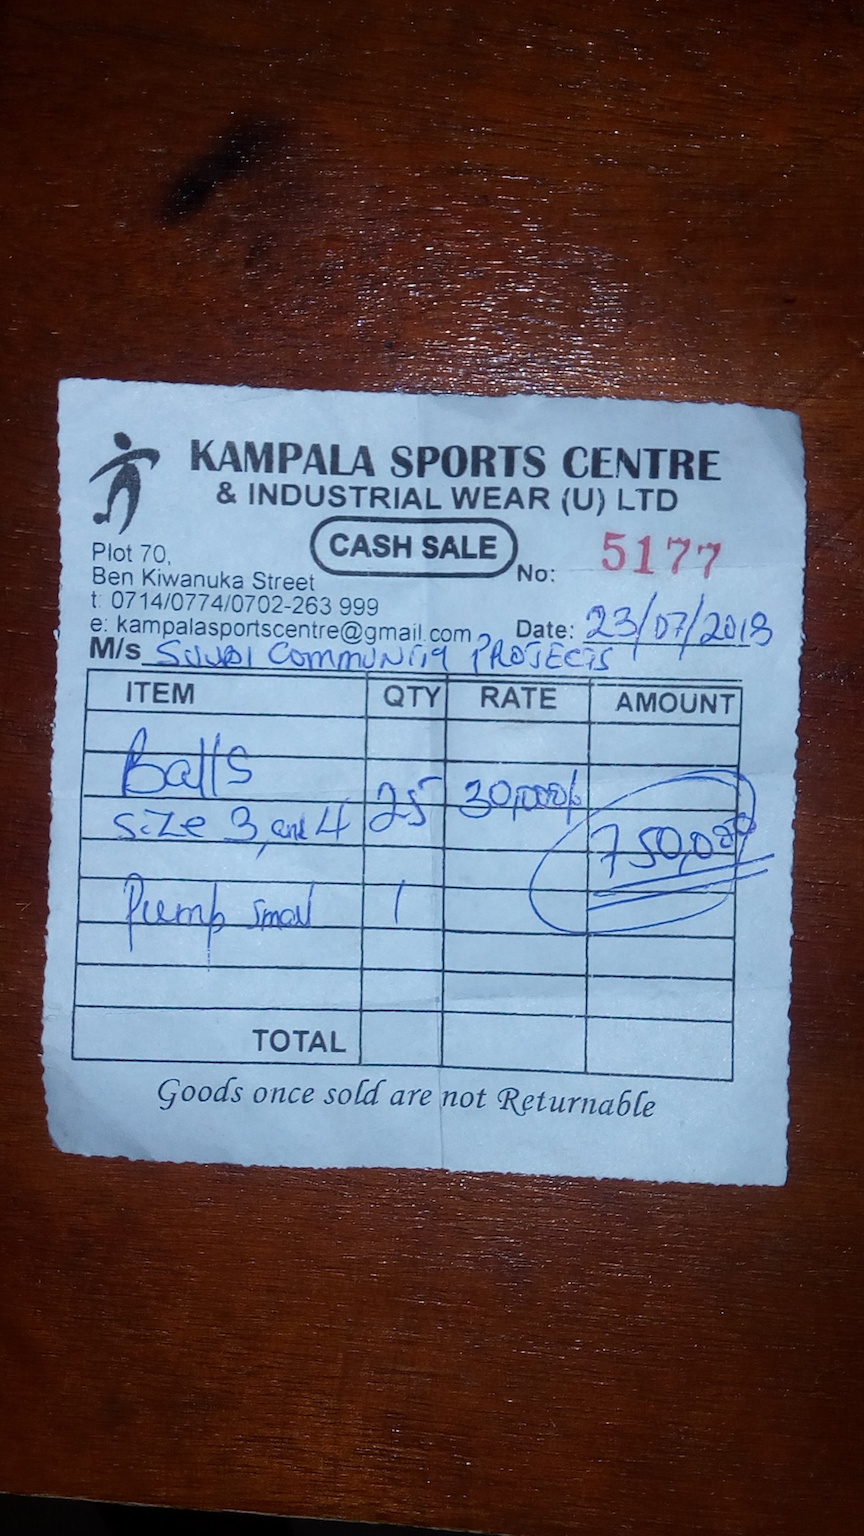 KAMPALA SPORTS CENTRE
& INDUSTRIAL WEAR (U) LTD
CASH SALE
No: 5177
Plot 70,
Ben Kiwanuka Street
t: 0714/0774/0702-263 999
e: kampalasportscentre@gmail.com
Date: 23/07/2018
M/s SUUBI COMMUNITY PROJECTS
ITEM QTY RATE AMOUNT
Balls
size 3, and 4 25 30,000/= 750,000
Pump small 1
TOTAL
Goods once sold are not Returnable